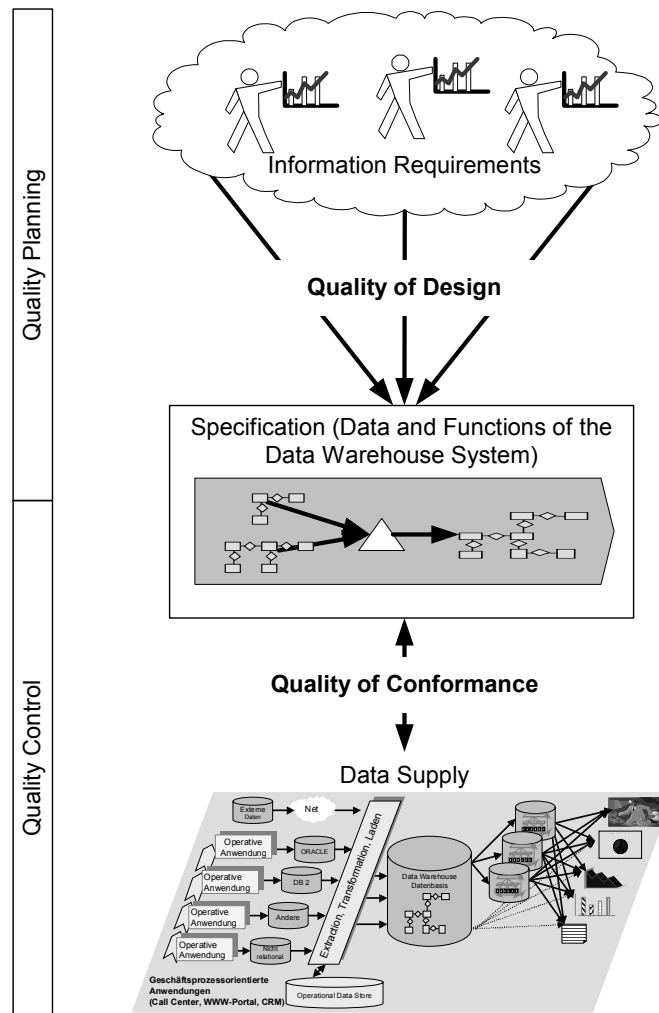 Quality Planning
Quality Control
Information Requirements
Quality of Design
Specification (Data and Functions of the
Data Warehouse System)
Quality of Conformance
Data Supply
Externe
Daten
Net
Operative
Anwendung
ORACLE
Operative
Anwendung
DB 2
Operative
Anwendung
Andere
Operative
Anwendung
Nicht
relational
Extraction, Transformation, Laden
Data Warehouse
Datenbasis
Operational Data Store
Geschäftsprozessorientierte
Anwendungen
(Call Center, WWW-Portal, CRM)